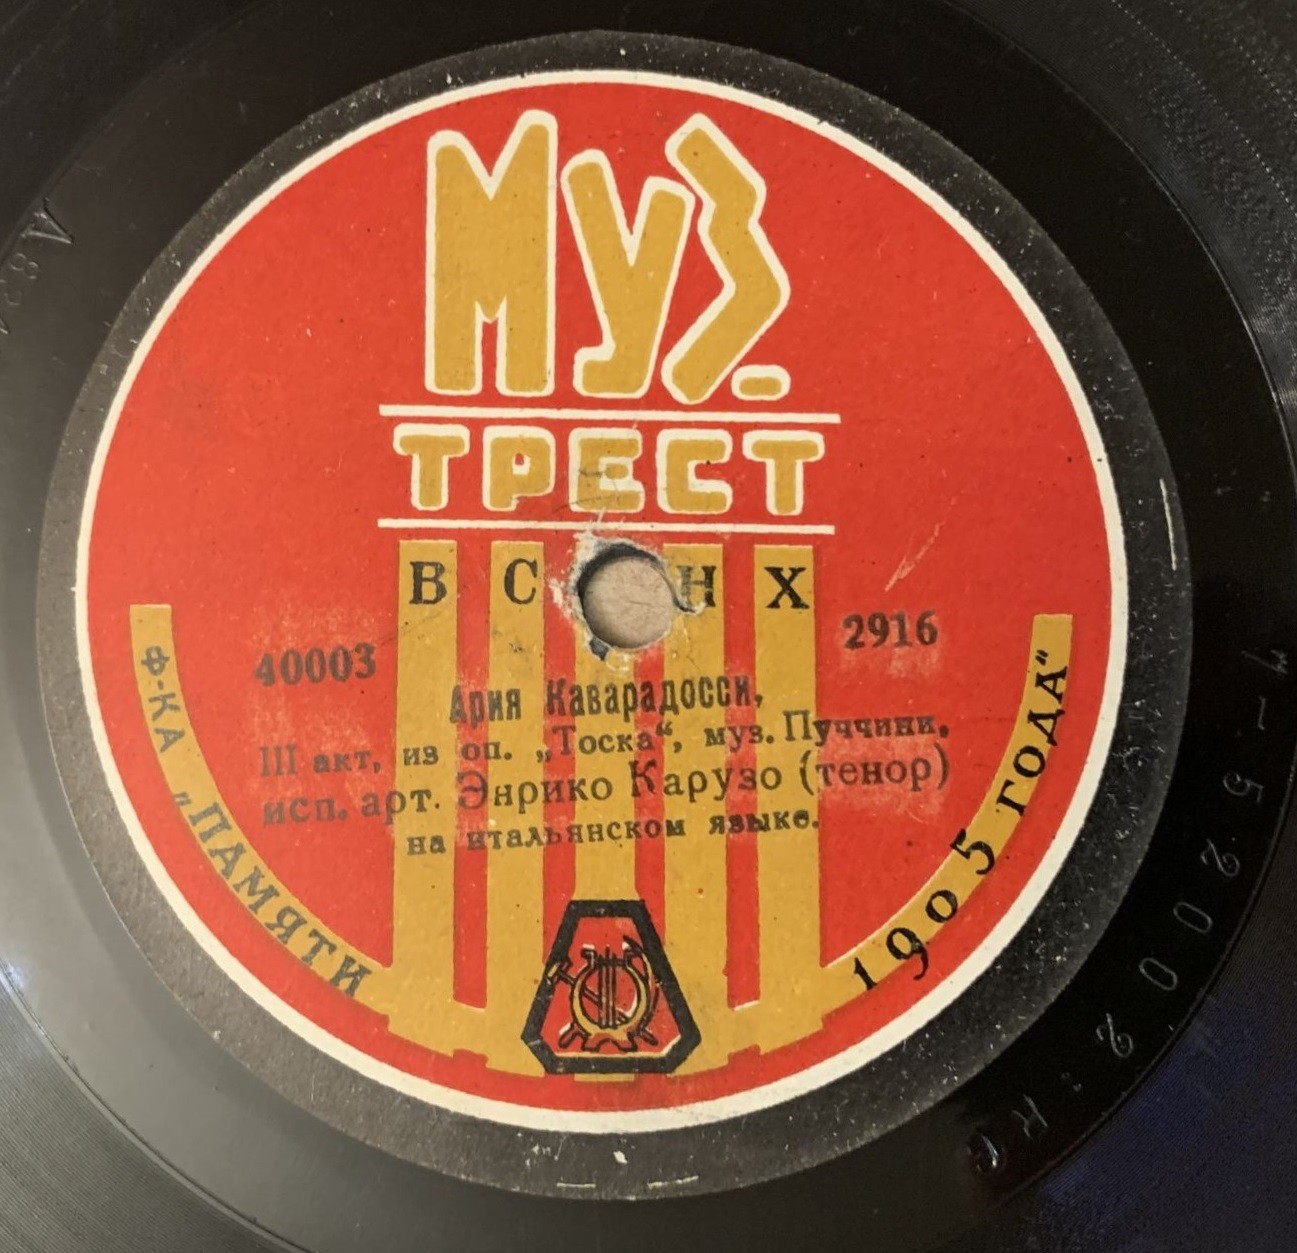 Муз.
ТРЕСТ
В С Н Х
40003
2916
Ария Каварадосси,
III акт, из оп. „Тоска“, муз. Пуччини.
исп. арт. Энрико Карузо (тенор)
на итальянском языке.
Ф-КА „ПАМЯТИ 1905 ГОДА“
7-52002